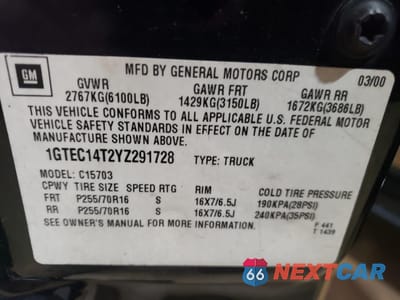 MFD BY GENERAL MOTORS CORP
03/00
GM
GVWR GAWR FRT GAWR RR
2767KG(6100LB) 1429KG(3150LB) 1672KG(3686LB)
THIS VEHICLE CONFORMS TO ALL APPLICABLE U.S. FEDERAL MOTOR
VEHICLE SAFETY STANDARDS IN EFFECT ON THE DATE OF
MANUFACTURE SHOWN ABOVE.
1GTEC14T2YZ291728 TYPE: TRUCK
MODEL: C15703
CPWY TIRE SIZE SPEED RTG RIM COLD TIRE PRESSURE
FRT P255/70R16 S 16X7/6.5J 190KPA(28PSI)
RR P255/70R16 S 16X7/6.5J 240KPA(35PSI)
SEE OWNER'S MANUAL FOR MORE INFORMATION.
F 441
T 1439
66 NEXTCAR